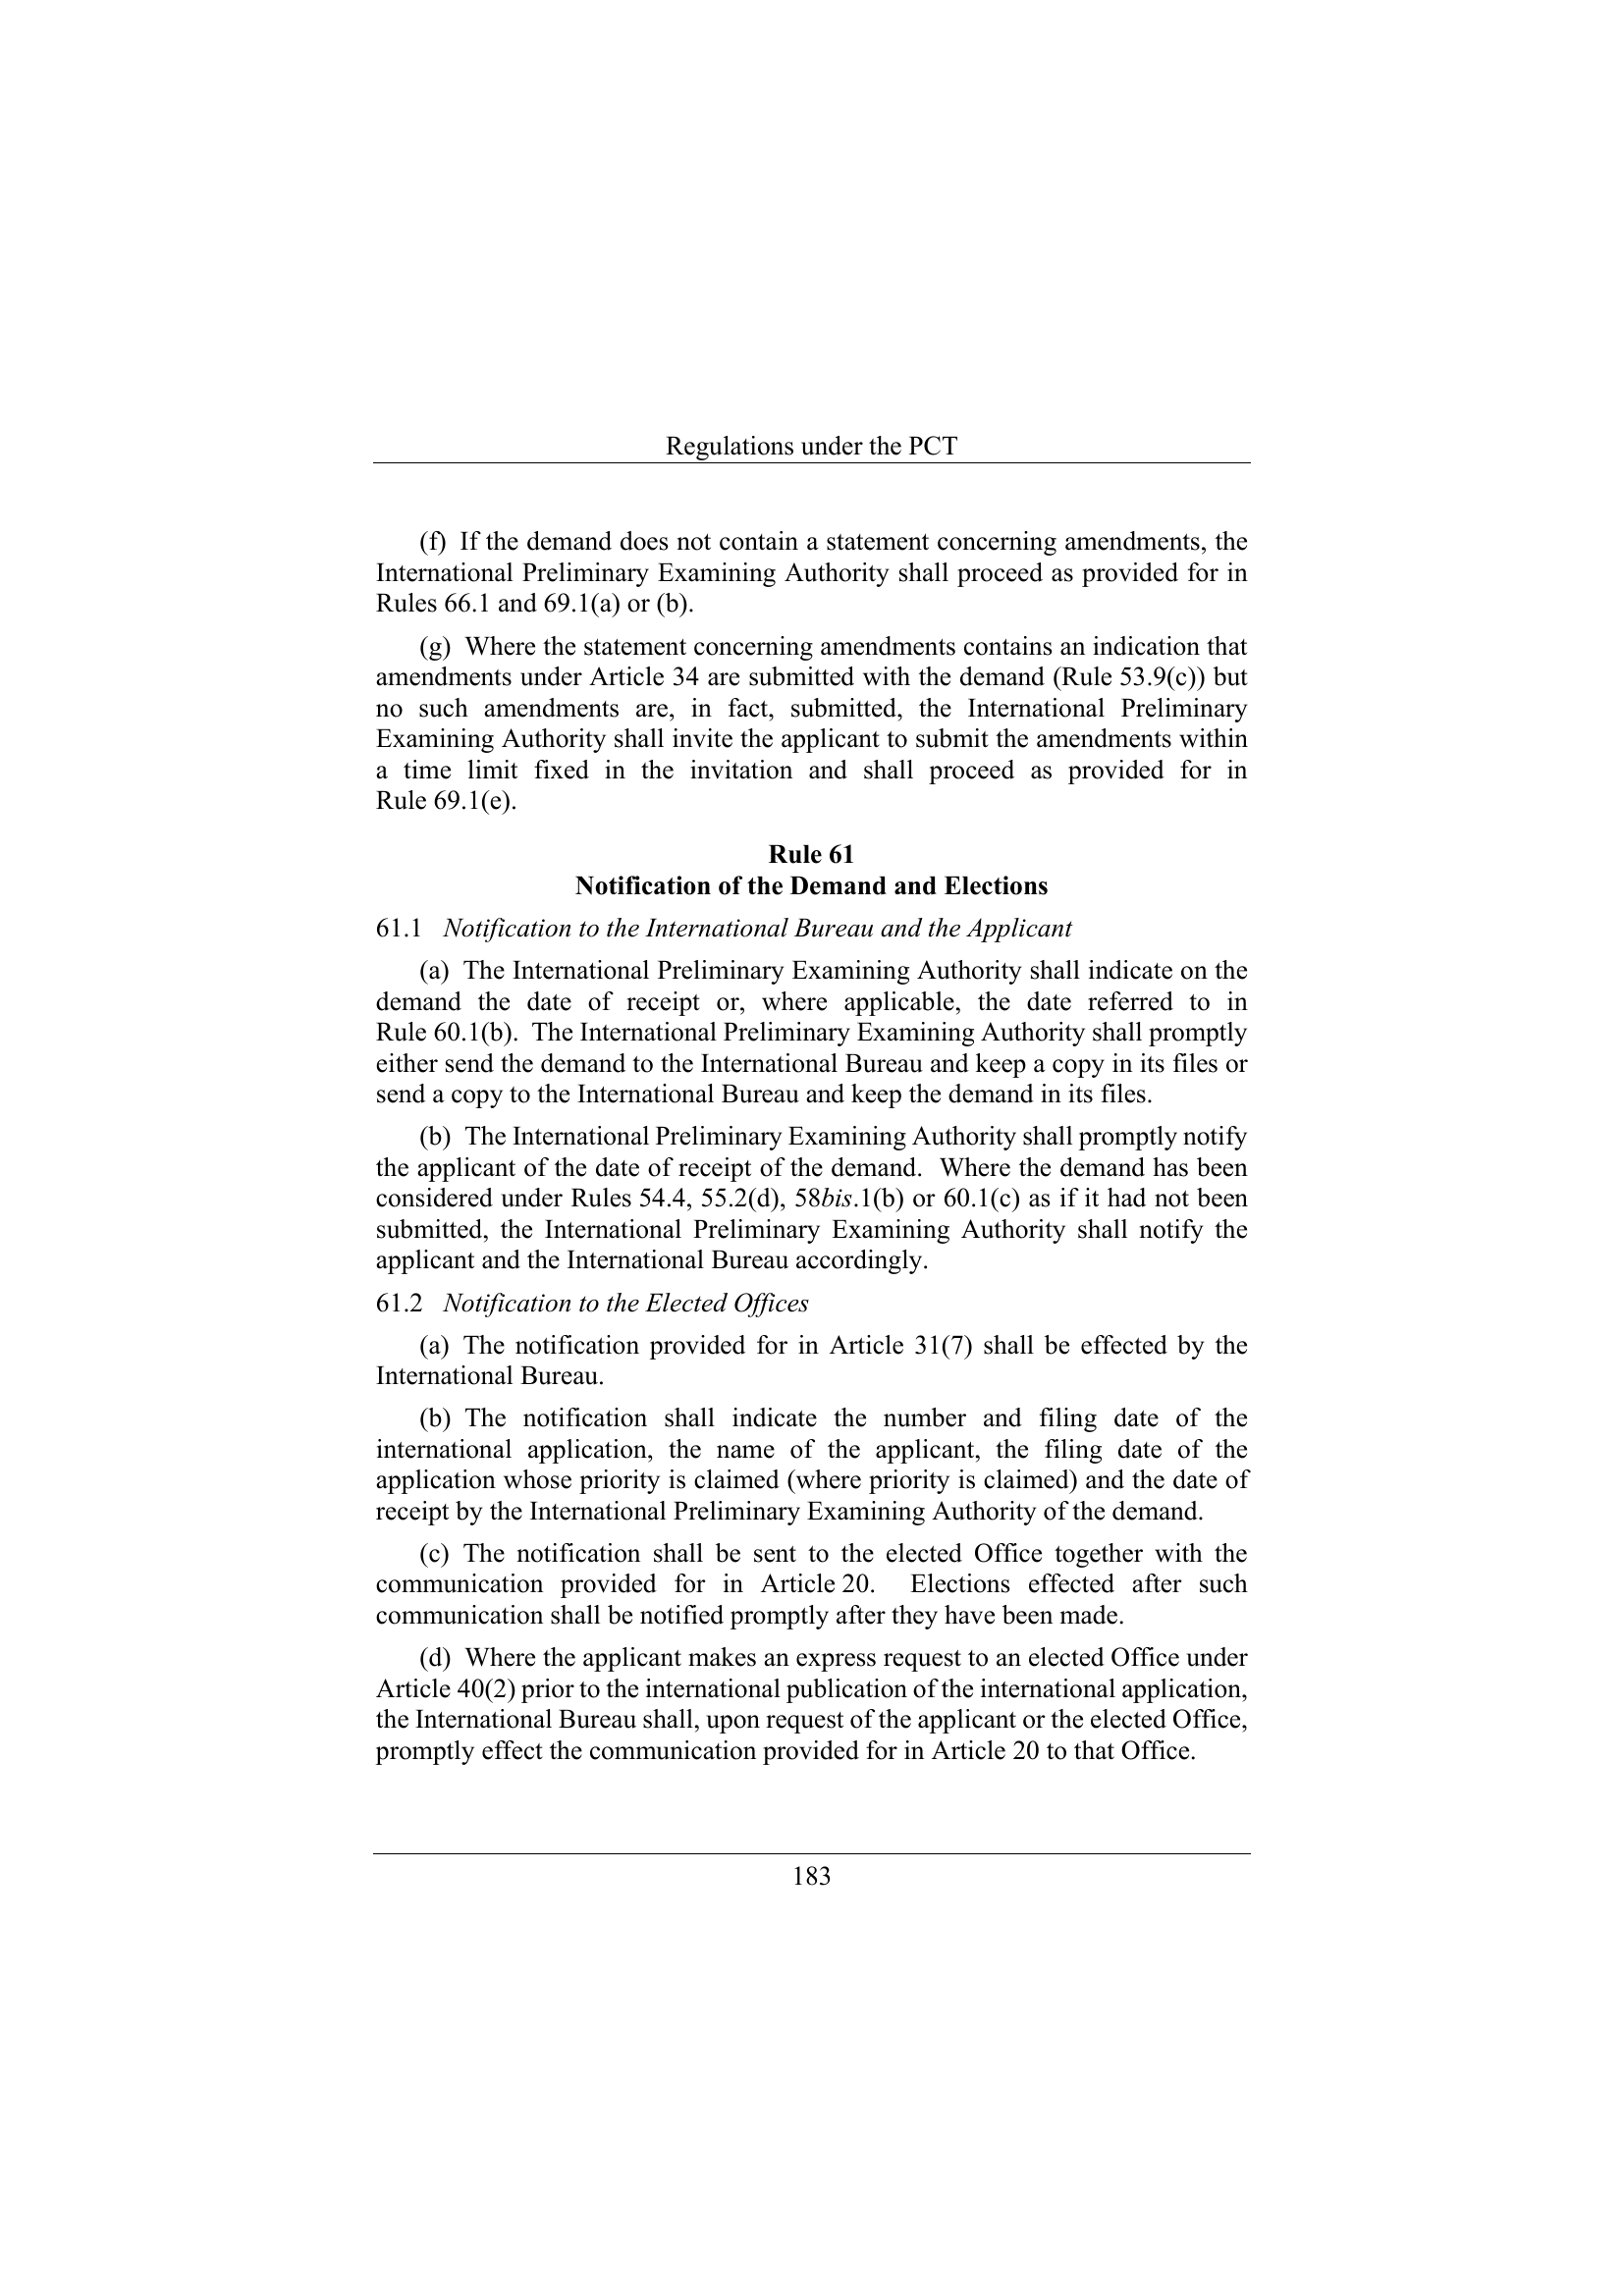 Regulations under the PCT
(f) If the demand does not contain a statement concerning amendments, the
International Preliminary Examining Authority shall proceed as provided for in
Rules 66.1 and 69.1(a) or (b).
(g) Where the statement concerning amendments contains an indication that
amendments under Article 34 are submitted with the demand (Rule 53.9(c)) but
no such amendments are, in fact, submitted, the International Preliminary
Examining Authority shall invite the applicant to submit the amendments within
a time limit fixed in the invitation and shall proceed as provided for in
Rule 69.1(e).
Rule 61
Notification of the Demand and Elections
61.1 Notification to the International Bureau and the Applicant
(a) The International Preliminary Examining Authority shall indicate on the
demand the date of receipt or, where applicable, the date referred to in
Rule 60.1(b). The International Preliminary Examining Authority shall promptly
either send the demand to the International Bureau and keep a copy in its files or
send a copy to the International Bureau and keep the demand in its files.
(b) The International Preliminary Examining Authority shall promptly notify
the applicant of the date of receipt of the demand. Where the demand has been
considered under Rules 54.4, 55.2(d), 58bis.1(b) or 60.1(c) as if it had not been
submitted, the International Preliminary Examining Authority shall notify the
applicant and the International Bureau accordingly.
61.2 Notification to the Elected Offices
(a) The notification provided for in Article 31(7) shall be effected by the
International Bureau.
(b) The notification shall indicate the number and filing date of the
international application, the name of the applicant, the filing date of the
application whose priority is claimed (where priority is claimed) and the date of
receipt by the International Preliminary Examining Authority of the demand.
(c) The notification shall be sent to the elected Office together with the
communication provided for in Article 20. Elections effected after such
communication shall be notified promptly after they have been made.
(d) Where the applicant makes an express request to an elected Office under
Article 40(2) prior to the international publication of the international application,
the International Bureau shall, upon request of the applicant or the elected Office,
promptly effect the communication provided for in Article 20 to that Office.
183